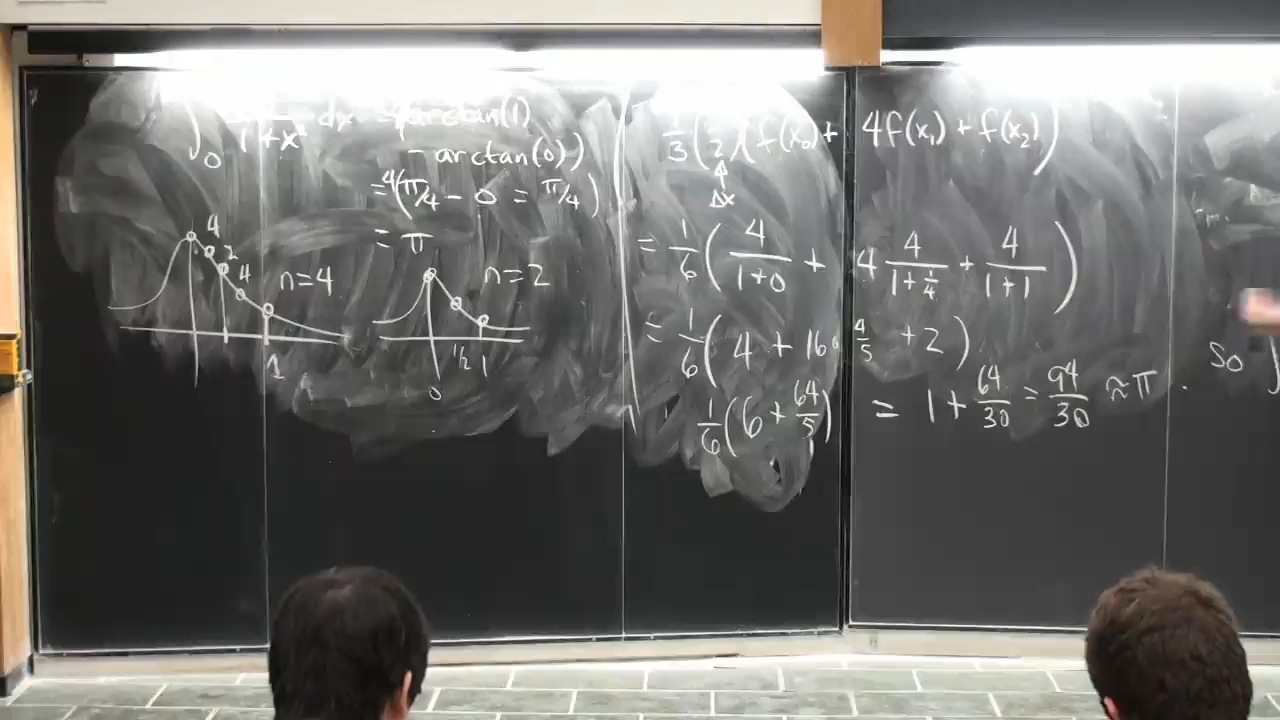 ∫₀ 1+x² dx = 4(arctan(1)
- arctan(0))
= 4(π/4 - 0 = π/4)
= π
4
2
4
n=4
1
n=2
0
1/2
1
1/3 (1/2)(f(x₀) + 4f(x₁) + f(x₂))
Δx
= 1/6 (4/(1+0) + 4 4/(1+1/4) + 4/(1+1))
= 1/6 (4 + 16· 4/5 + 2)
1/6 (6 + 64/5) = 1 + 64/30 = 94/30 ≈ π.
So